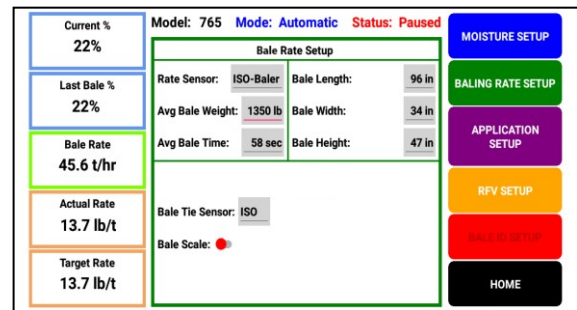 Model: 765 Mode: Automatic Status: Paused
Current %
22%
Last Bale %
22%
Bale Rate
45.6 t/hr
Actual Rate
13.7 lb/t
Target Rate
13.7 lb/t
Bale Rate Setup
Rate Sensor: ISO-Baler
Avg Bale Weight: 1350 lb
Avg Bale Time: 58 sec
Bale Length: 96 in
Bale Width: 34 in
Bale Height: 47 in
Bale Tie Sensor: ISO
Bale Scale:
MOISTURE SETUP
BALING RATE SETUP
APPLICATION
SETUP
RFV SETUP
BALE ID SETUP
HOME